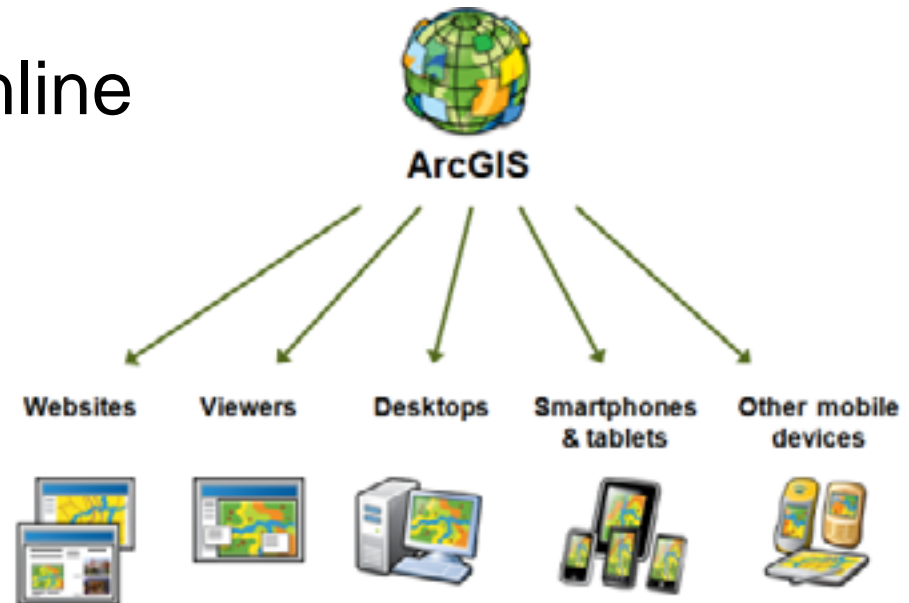 nline
ArcGIS
Websites
Viewers
Desktops
Smartphones
& tablets
Other mobile
devices